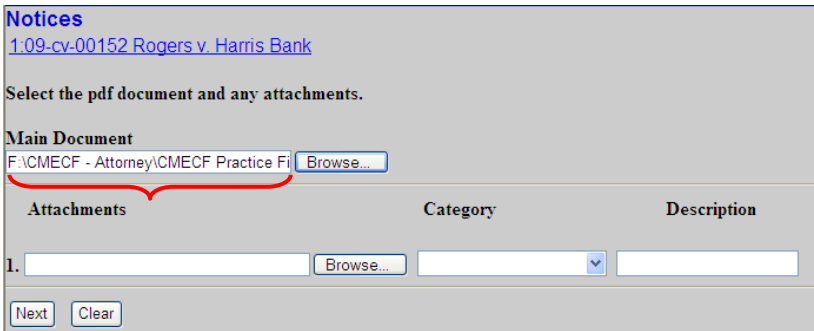 Notices
1:09-cv-00152 Rogers v. Harris Bank
Select the pdf document and any attachments.
Main Document
F:\CMECF - Attorney\CMECF Practice Fi Browse...
Attachments Category Description
1. Browse...
Next Clear